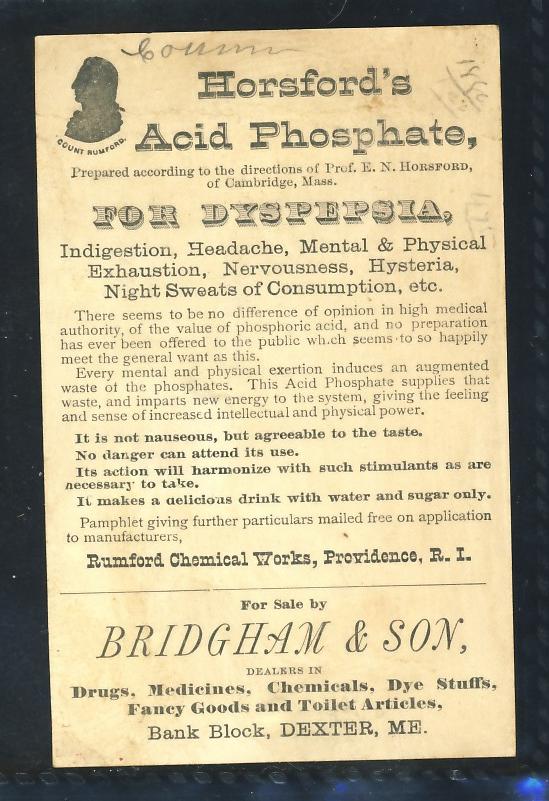 Cousin
COUNT RUMFORD.
Horsford's
Acid Phosphate,
Prepared according to the directions of Prof. E. N. HORSFORD,
of Cambridge, Mass.
FOR DYSPEPSIA,
Indigestion, Headache, Mental & Physical
Exhaustion, Nervousness, Hysteria,
Night Sweats of Consumption, etc.
There seems to be no difference of opinion in high medical
authority, of the value of phosphoric acid, and no preparation
has ever been offered to the public which seems to so happily
meet the general want as this.
Every mental and physical exertion induces an augmented
waste of the phosphates. This Acid Phosphate supplies that
waste, and imparts new energy to the system, giving the feeling
and sense of increased intellectual and physical power.
It is not nauseous, but agreeable to the taste.
No danger can attend its use.
Its action will harmonize with such stimulants as are
necessary to take.
It makes a delicious drink with water and sugar only.
Pamphlet giving further particulars mailed free on application
to manufacturers,
Rumford Chemical Works, Providence, R. I.
For Sale by
BRIDGHAM & SON,
DEALERS IN
Drugs, Medicines, Chemicals, Dye Stuffs,
Fancy Goods and Toilet Articles,
Bank Block, DEXTER, ME.